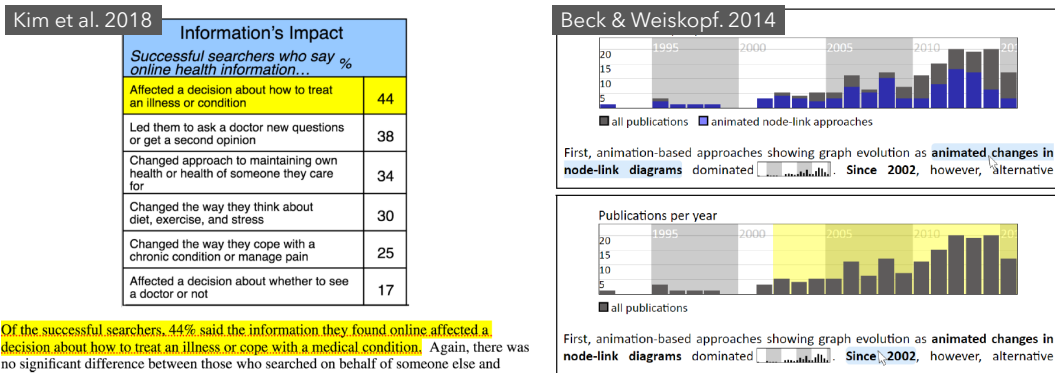 Kim et al. 2018
Information's Impact
Successful searchers who say
online health information… %
Affected a decision about how to treat
an illness or condition 44
Led them to ask a doctor new questions
or get a second opinion 38
Changed approach to maintaining own
health or health of someone they care
for 34
Changed the way they think about
diet, exercise, and stress 30
Changed the way they cope with a
chronic condition or manage pain 25
Affected a decision about whether to see
a doctor or not 17
Of the successful searchers, 44% said the information they found online affected a
decision about how to treat an illness or cope with a medical condition. Again, there was
no significant difference between those who searched on behalf of someone else and
Beck & Weiskopf. 2014
1995 2000 2005 2010
20
15
10
5
all publications animated node-link approaches
First, animation-based approaches showing graph evolution as animated changes in
node-link diagrams dominated . Since 2002, however, alternative
Publications per year
1995 2000 2005 2010 201
20
15
10
5
all publications
First, animation-based approaches showing graph evolution as animated changes in
node-link diagrams dominated . Since 2002, however, alternative